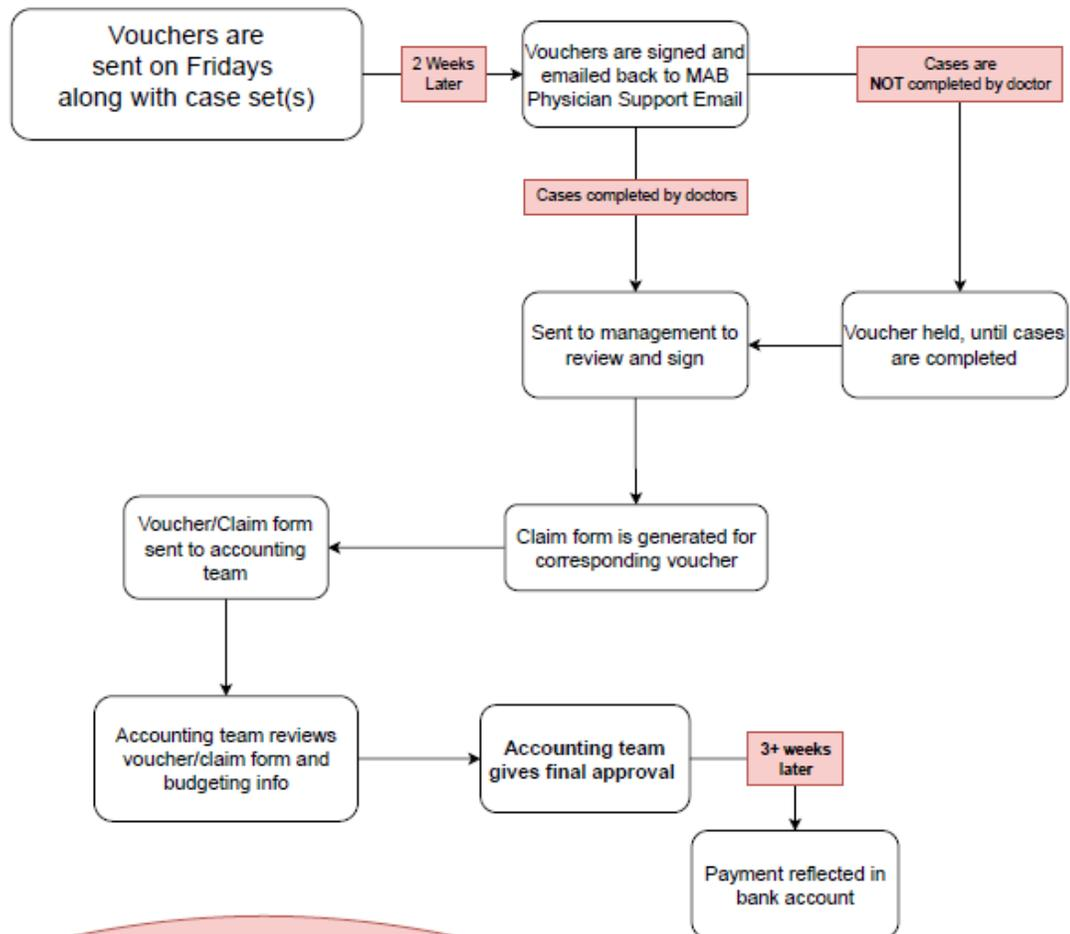 Vouchers are
sent on Fridays
along with case set(s)
2 Weeks
Later
Vouchers are signed and
emailed back to MAB
Physician Support Email
Cases are
NOT completed by doctor
Cases completed by doctors
Sent to management to
review and sign
Voucher held, until cases
are completed
Claim form is generated for
corresponding voucher
Voucher/Claim form
sent to accounting
team
Accounting team reviews
voucher/claim form and
budgeting info
Accounting team
gives final approval
3+ weeks
later
Payment reflected in
bank account